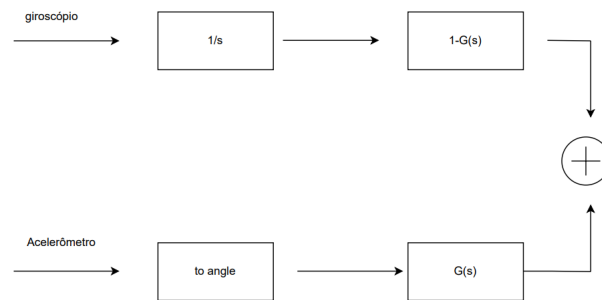 giroscópio
1/s
1-G(s)
Acelerômetro
to angle
G(s)